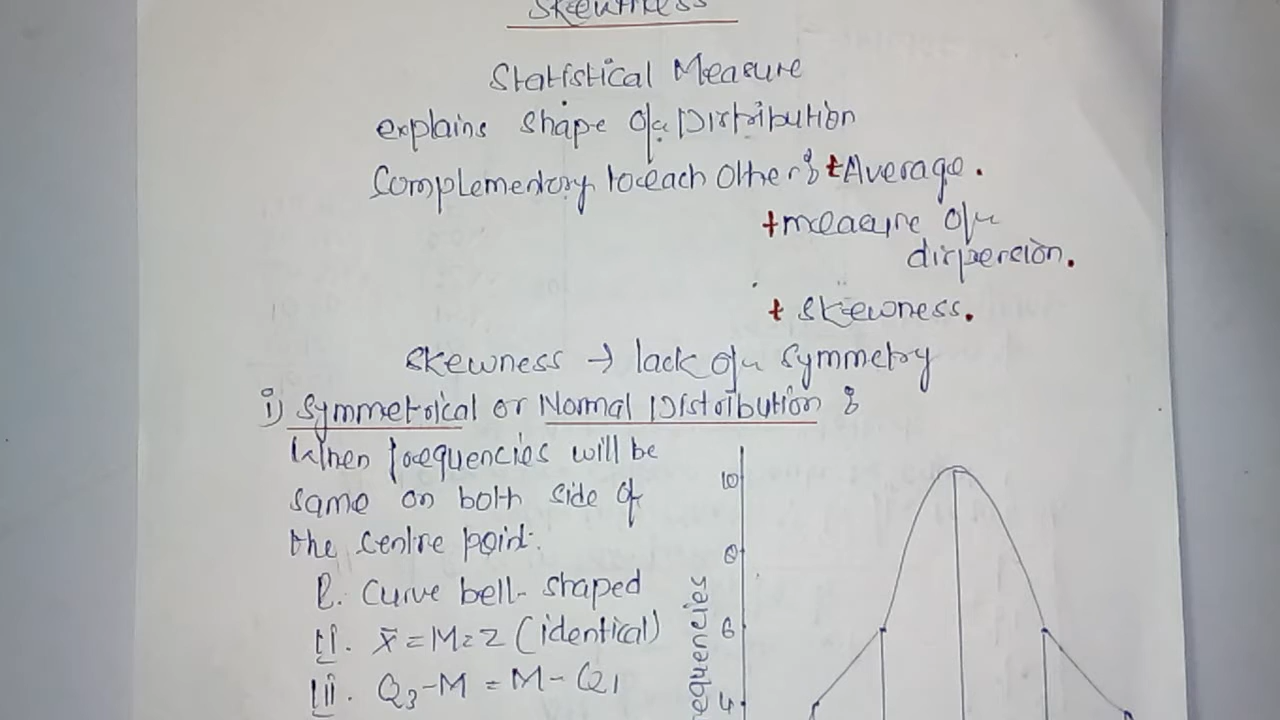 Skewness
Statistical Measure
explains shape of a Distribution
Complementary to each other : + Average.
+ measure of
dispersion.
+ skewness.
Skewness → lack of symmetry
i) Symmetrical or Normal Distribution :
When frequencies will be
same on both side of
the centre point.
i. Curve bell-shaped
ii. x̄ = M = Z (identical)
iii. Q₃-M = M-Q₁
10
8
6
4
equencies